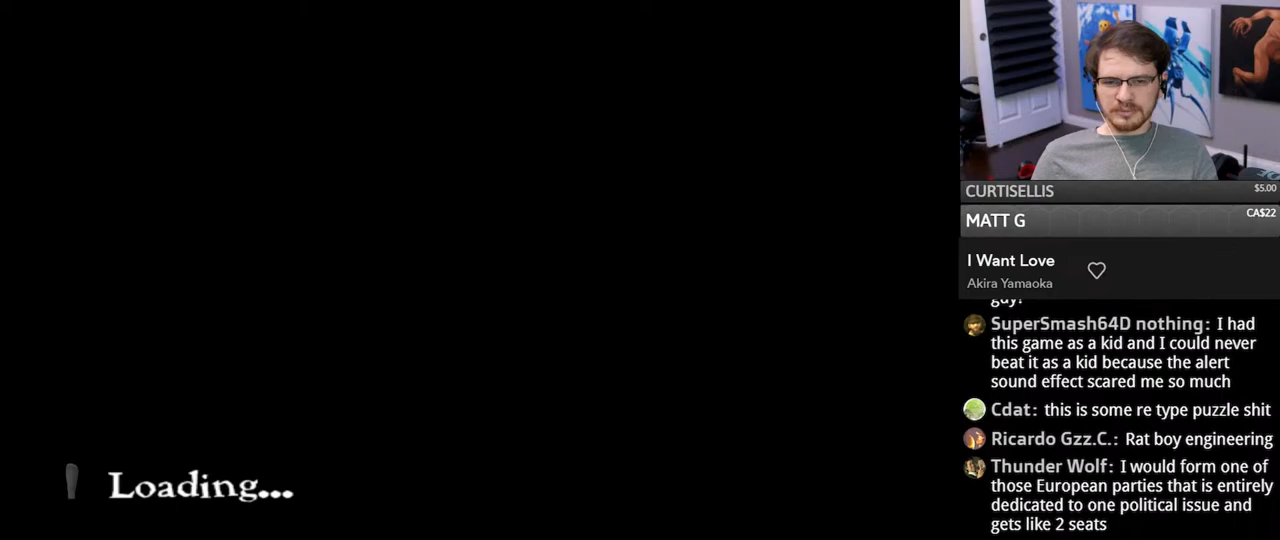 CURTISELLIS $5.00
MATT G CA$22
I Want Love
Akira Yamaoka
guy!
SuperSmash64D nothing: I had
this game as a kid and I could never
beat it as a kid because the alert
sound effect scared me so much
Cdat: this is some re type puzzle shit
Ricardo Gzz.C.: Rat boy engineering
Thunder Wolf: I would form one of
those European parties that is entirely
dedicated to one political issue and
gets like 2 seats
Loading...